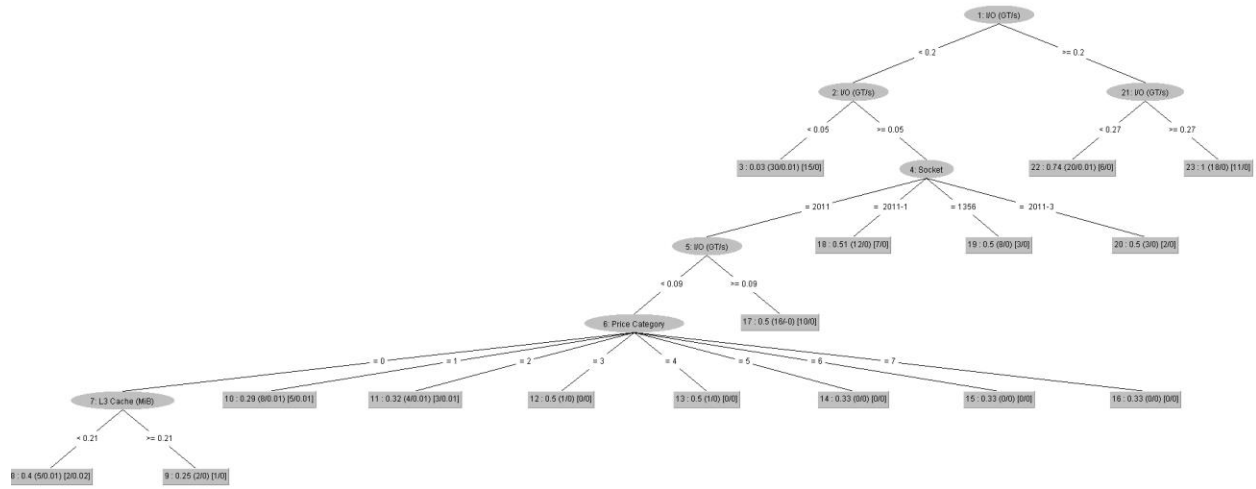 1: I/O (GT/s)
< 0.2
>= 0.2
2: I/O (GT/s)
21: I/O (GT/s)
< 0.05
>= 0.05
< 0.27
>= 0.27
3 : 0.03 (30/0.01) [15/0]
4: Socket
22 : 0.74 (20/0.01) [6/0]
23 : 1 (18/0) [11/0]
= 2011
= 2011-1
= 1356
= 2011-3
5: I/O (GT/s)
18 : 0.51 (12/0) [7/0]
19 : 0.5 (8/0) [3/0]
20 : 0.5 (3/0) [2/0]
< 0.09
>= 0.09
6: Price Category
17 : 0.5 (16/-0) [10/0]
= 0
= 1
= 2
= 3
= 4
= 5
= 6
= 7
7: L3 Cache (MiB)
10 : 0.29 (8/0.01) [5/0.01]
11 : 0.32 (4/0.01) [3/0.01]
12 : 0.5 (1/0) [0/0]
13 : 0.5 (1/0) [0/0]
14 : 0.33 (0/0) [0/0]
15 : 0.33 (0/0) [0/0]
16 : 0.33 (0/0) [0/0]
< 0.21
>= 0.21
8 : 0.4 (5/0.01) [2/0.02]
9 : 0.25 (2/0) [1/0]